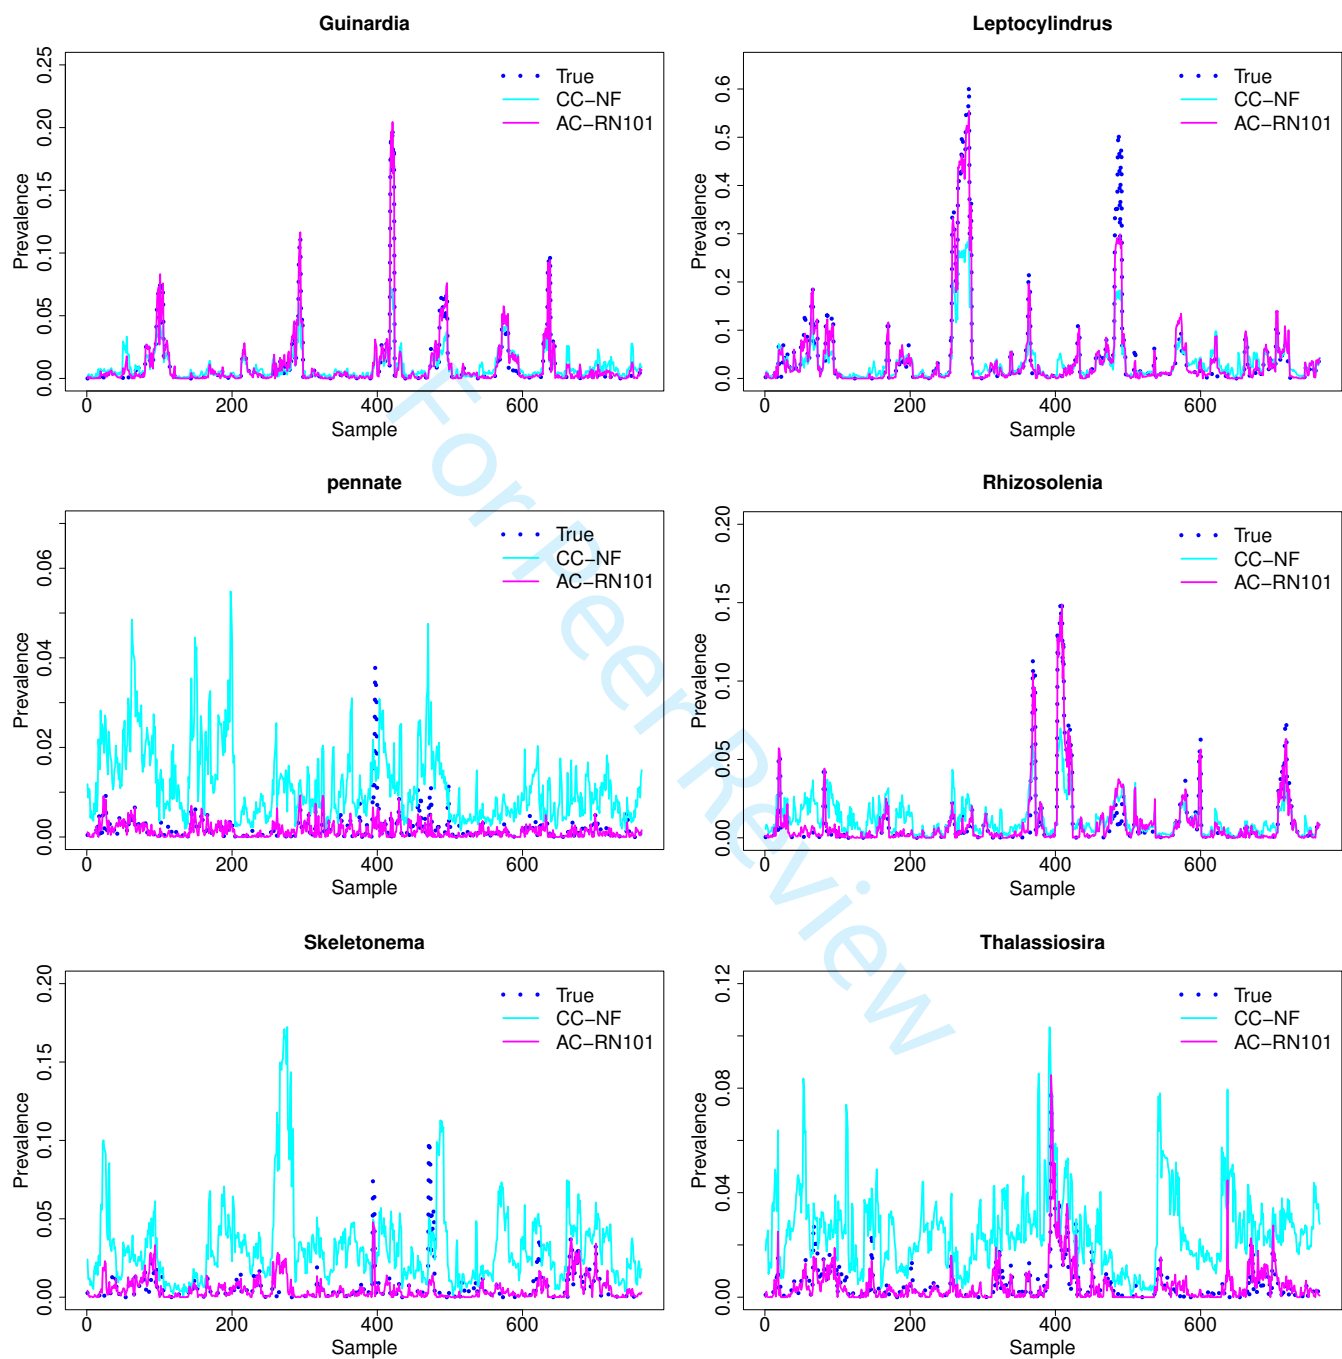 Guinardia
Prevalence
0.00 0.05 0.10 0.15 0.20 0.25
True
CC−NF
AC−RN101
0 200 400 600
Sample
Leptocylindrus
Prevalence
0.0 0.1 0.2 0.3 0.4 0.5 0.6
True
CC−NF
AC−RN101
0 200 400 600
Sample
pennate
Prevalence
0.00 0.02 0.04 0.06
True
CC−NF
AC−RN101
0 200 400 600
Sample
Rhizosolenia
Prevalence
0.00 0.05 0.10 0.15 0.20
True
CC−NF
AC−RN101
0 200 400 600
Sample
Skeletonema
Prevalence
0.00 0.05 0.10 0.15 0.20
True
CC−NF
AC−RN101
0 200 400 600
Sample
Thalassiosira
Prevalence
0.00 0.04 0.08 0.12
True
CC−NF
AC−RN101
0 200 400 600
Sample
For Peer Review